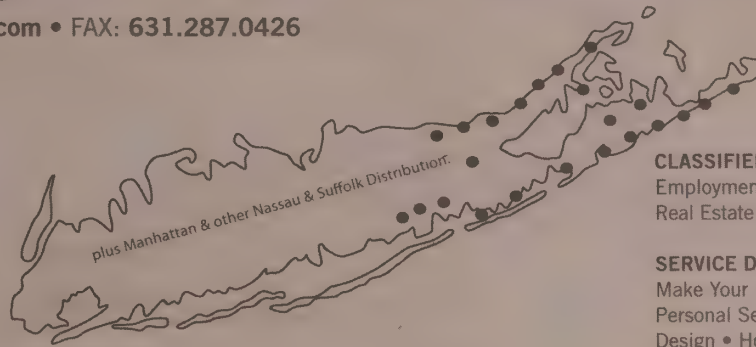 com • FAX: 631.287.0426
plus Manhattan & other Nassau & Suffolk Distribution.
CLASSIFIE
Employmen
Real Estate
SERVICE D
Make Your
Personal Se
Design • Ho